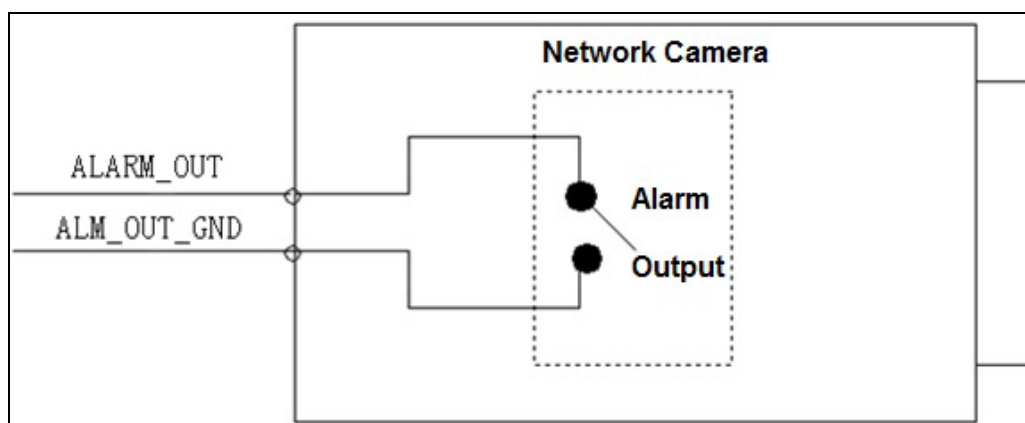 Network Camera
ALARM_OUT
Alarm
ALM_OUT_GND
Output